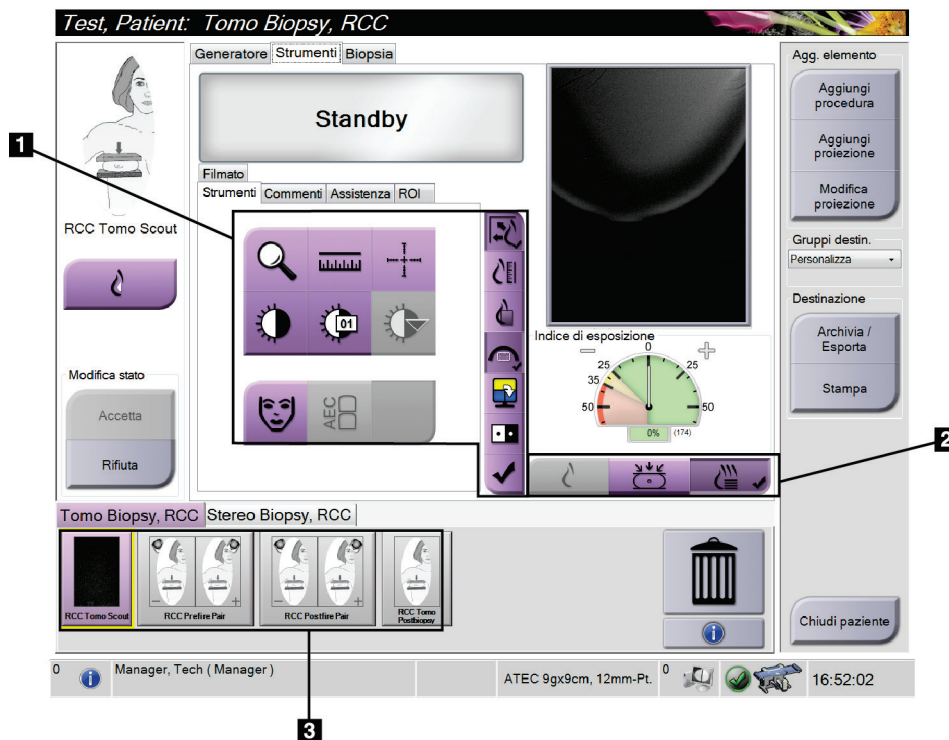 Test, Patient: Tomo Biopsy, RCC
Generatore Strumenti Biopsia
Standby
Filmato
Strumenti Commenti Assistenza ROI
1
RCC Tomo Scout
01
AEC
Modifica stato
Accetta
Rifiuta
Indice di esposizione
0
25 25
35
50 50
0% (174)
2
Agg. elemento
Aggiungi
procedura
Aggiungi
proiezione
Modifica
proiezione
Gruppi destin.
Personalizza
Destinazione
Archivia /
Esporta
Stampa
Chiudi paziente
Tomo Biopsy, RCC Stereo Biopsy, RCC
RCC Tomo Scout
RCC Prefire Pair
RCC Postfire Pair
RCC Tomo
Postbiopsy
0 Manager, Tech ( Manager ) ATEC 9gx9cm, 12mm-Pt. 0 16:52:02
3